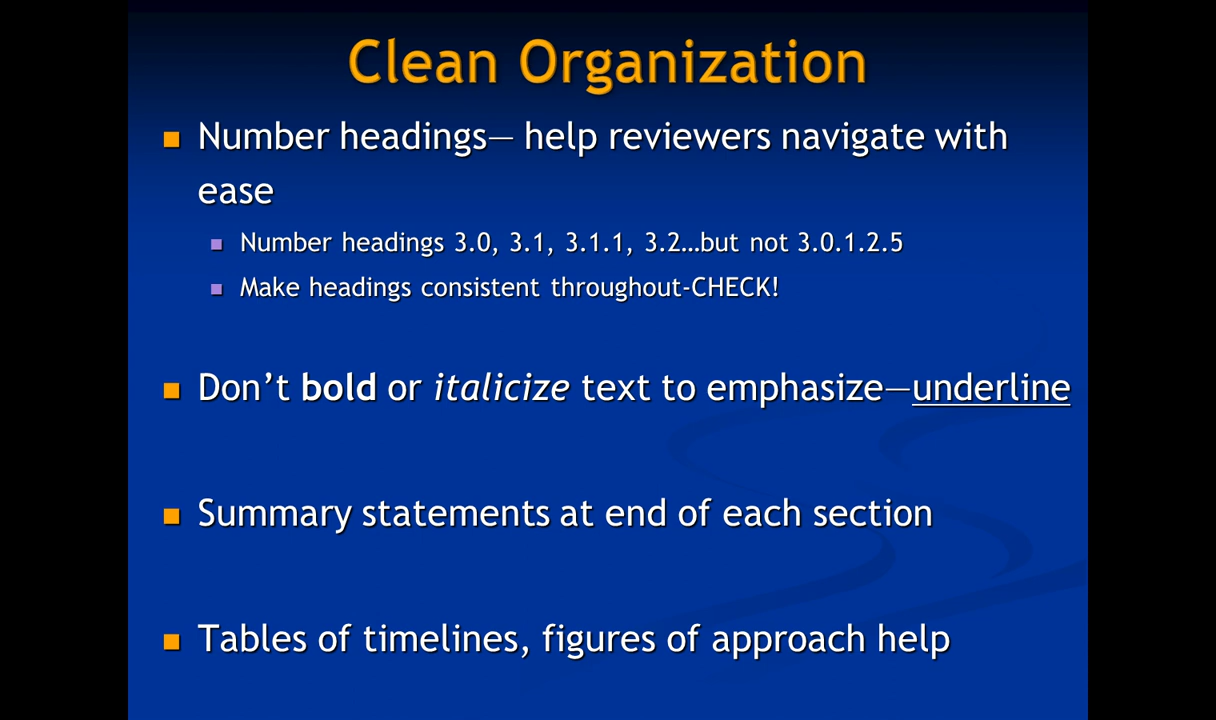 Clean Organization
Number headings— help reviewers navigate with
ease
Number headings 3.0, 3.1, 3.1.1, 3.2…but not 3.0.1.2.5
Make headings consistent throughout-CHECK!
Don’t bold or italicize text to emphasize—underline
Summary statements at end of each section
Tables of timelines, figures of approach help